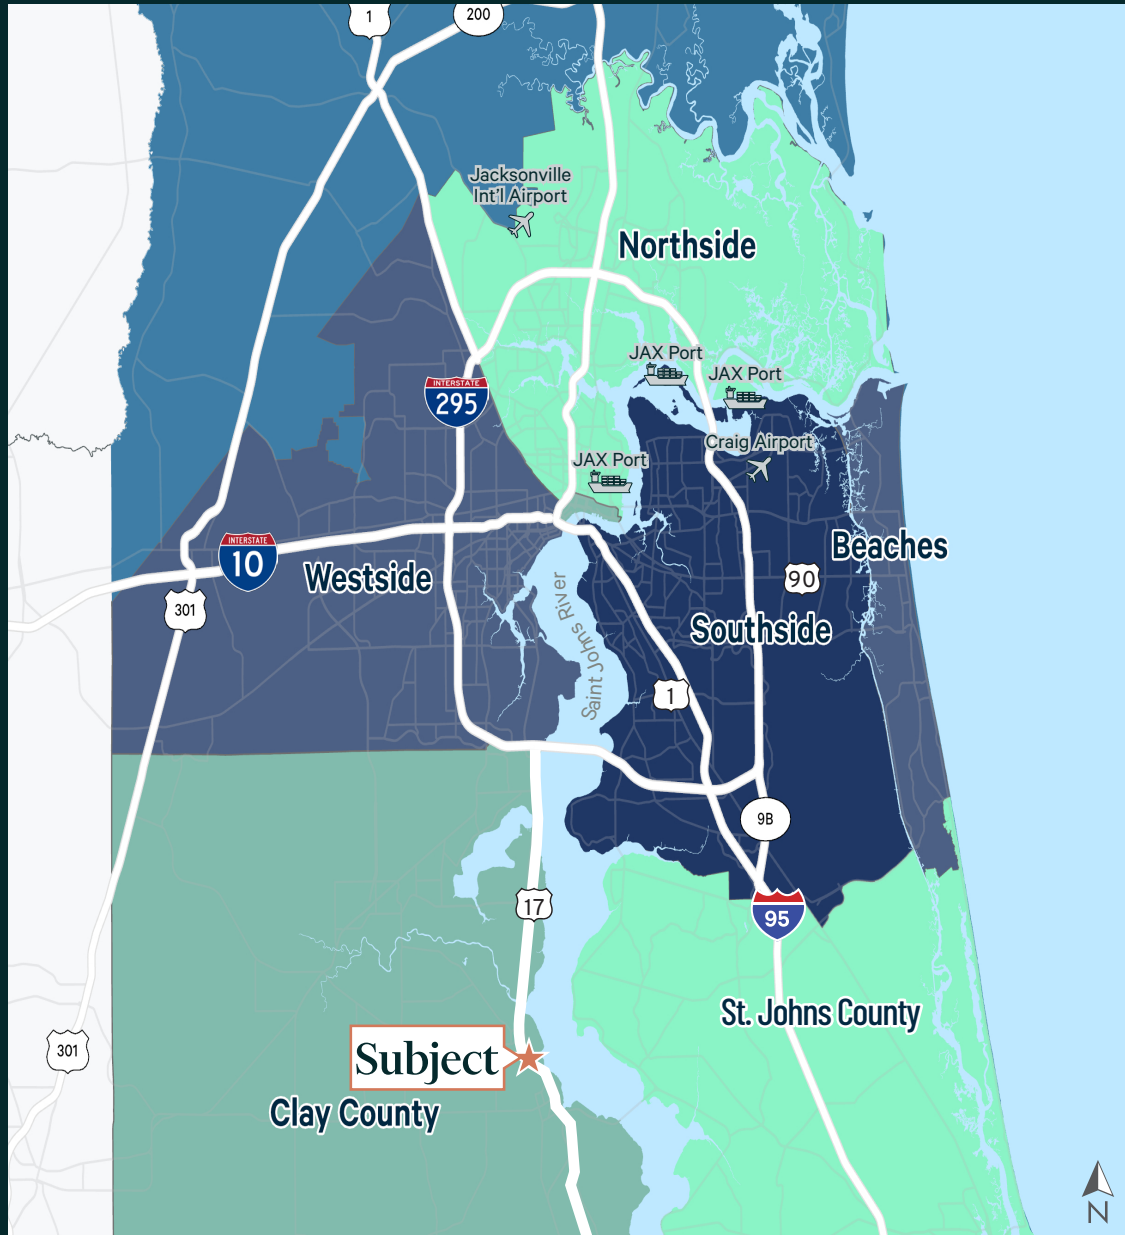 1
200
Jacksonville
Int'l Airport
Northside
JAX Port
JAX Port
INTERSTATE
295
Craig Airport
JAX Port
INTERSTATE
10
Beaches
Westside
90
301
Southside
Saint Johns River
1
9B
17
95
St. Johns County
301
Subject
Clay County
N